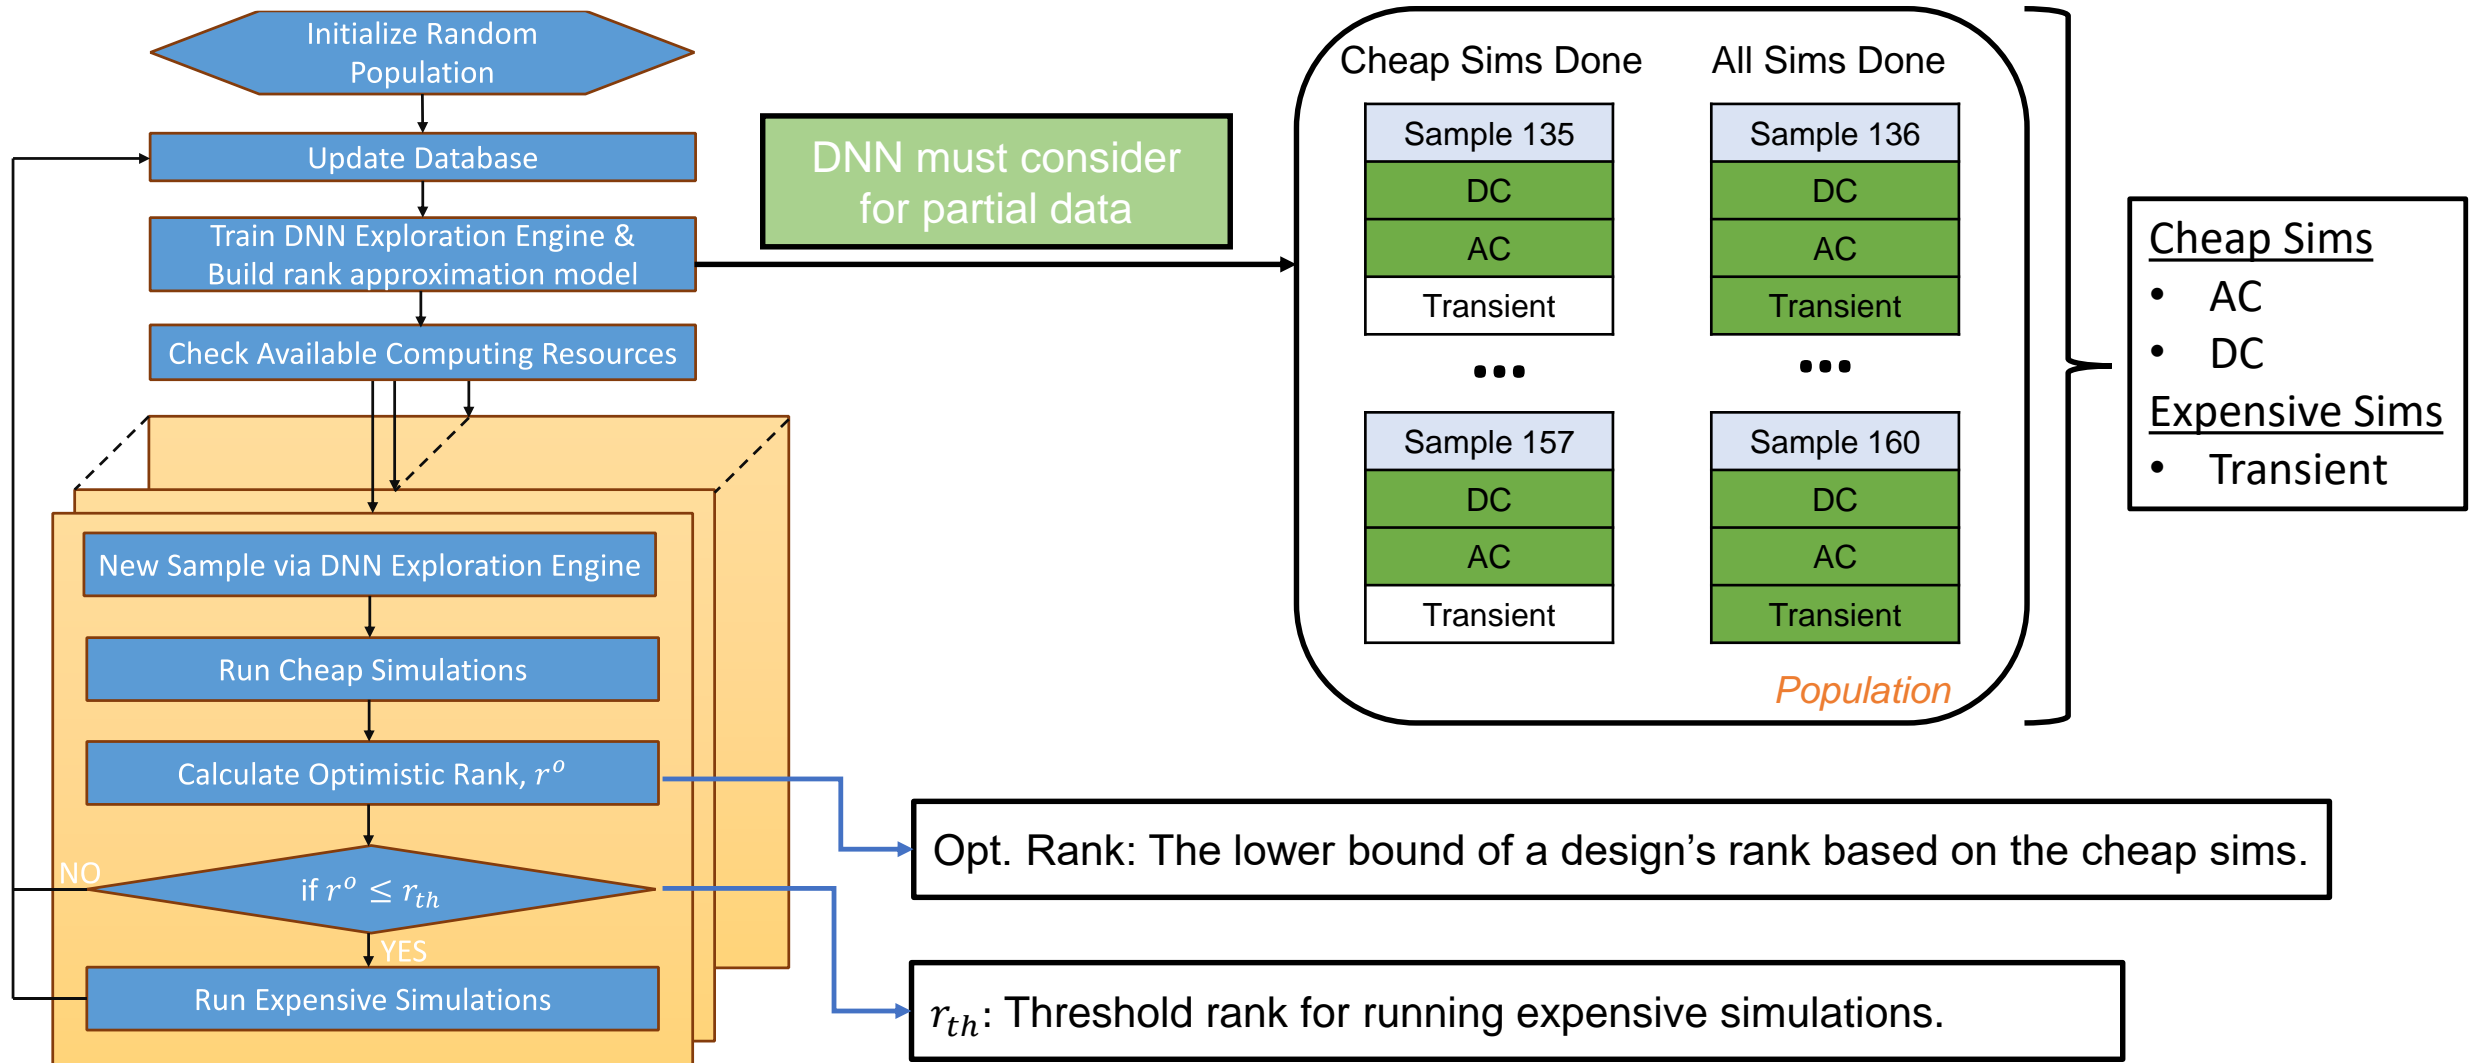 Initialize Random
Population
Update Database
Train DNN Exploration Engine &
Build rank approximation model
Check Available Computing Resources
New Sample via DNN Exploration Engine
Run Cheap Simulations
Calculate Optimistic Rank, r^o
if r^o ≤ r_th
NO
YES
Run Expensive Simulations
DNN must consider
for partial data
Cheap Sims Done
Sample 135
DC
AC
Transient
...
Sample 157
DC
AC
Transient
All Sims Done
Sample 136
DC
AC
Transient
...
Sample 160
DC
AC
Transient
Population
Cheap Sims
• AC
• DC
Expensive Sims
• Transient
Opt. Rank: The lower bound of a design’s rank based on the cheap sims.
r_th: Threshold rank for running expensive simulations.